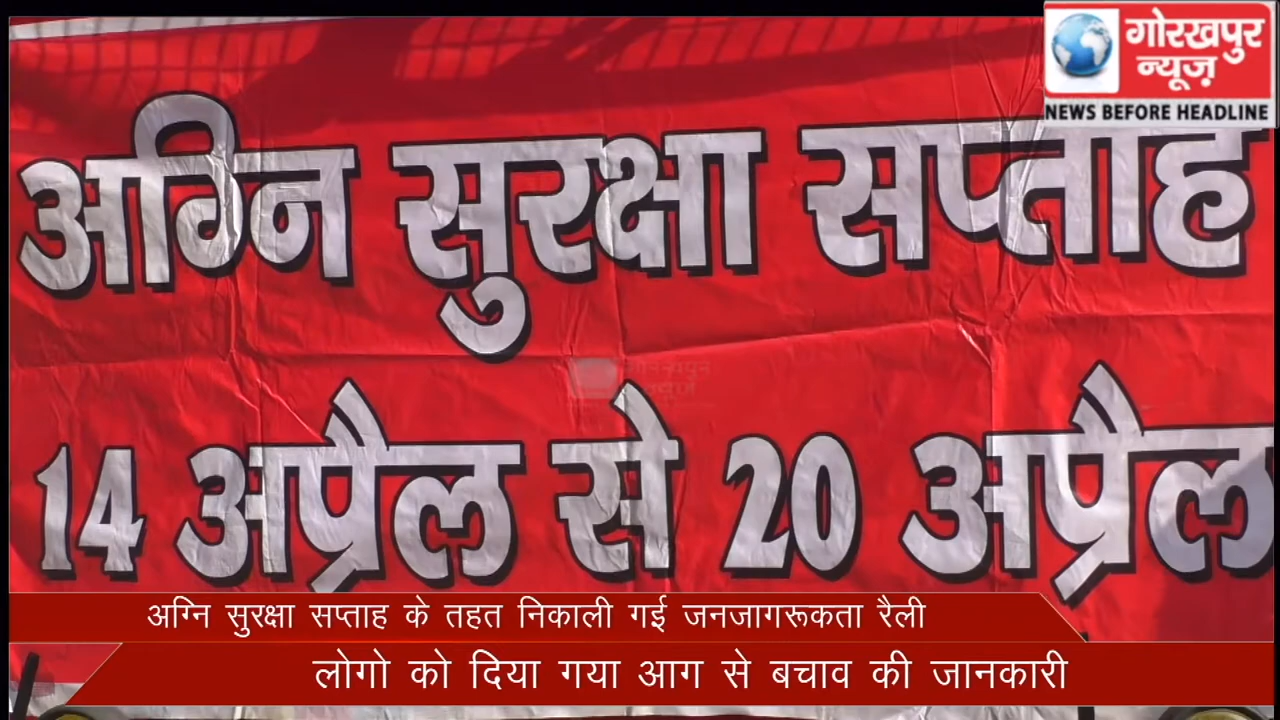 गोरखपुर
न्यूज़
NEWS BEFORE HEADLINE
अग्नि सुरक्षा सप्ताह
14 अप्रैल से 20 अप्रैल
अग्नि सुरक्षा सप्ताह के तहत निकाली गई जनजागरूकता रैली
लोगो को दिया गया आग से बचाव की जानकारी